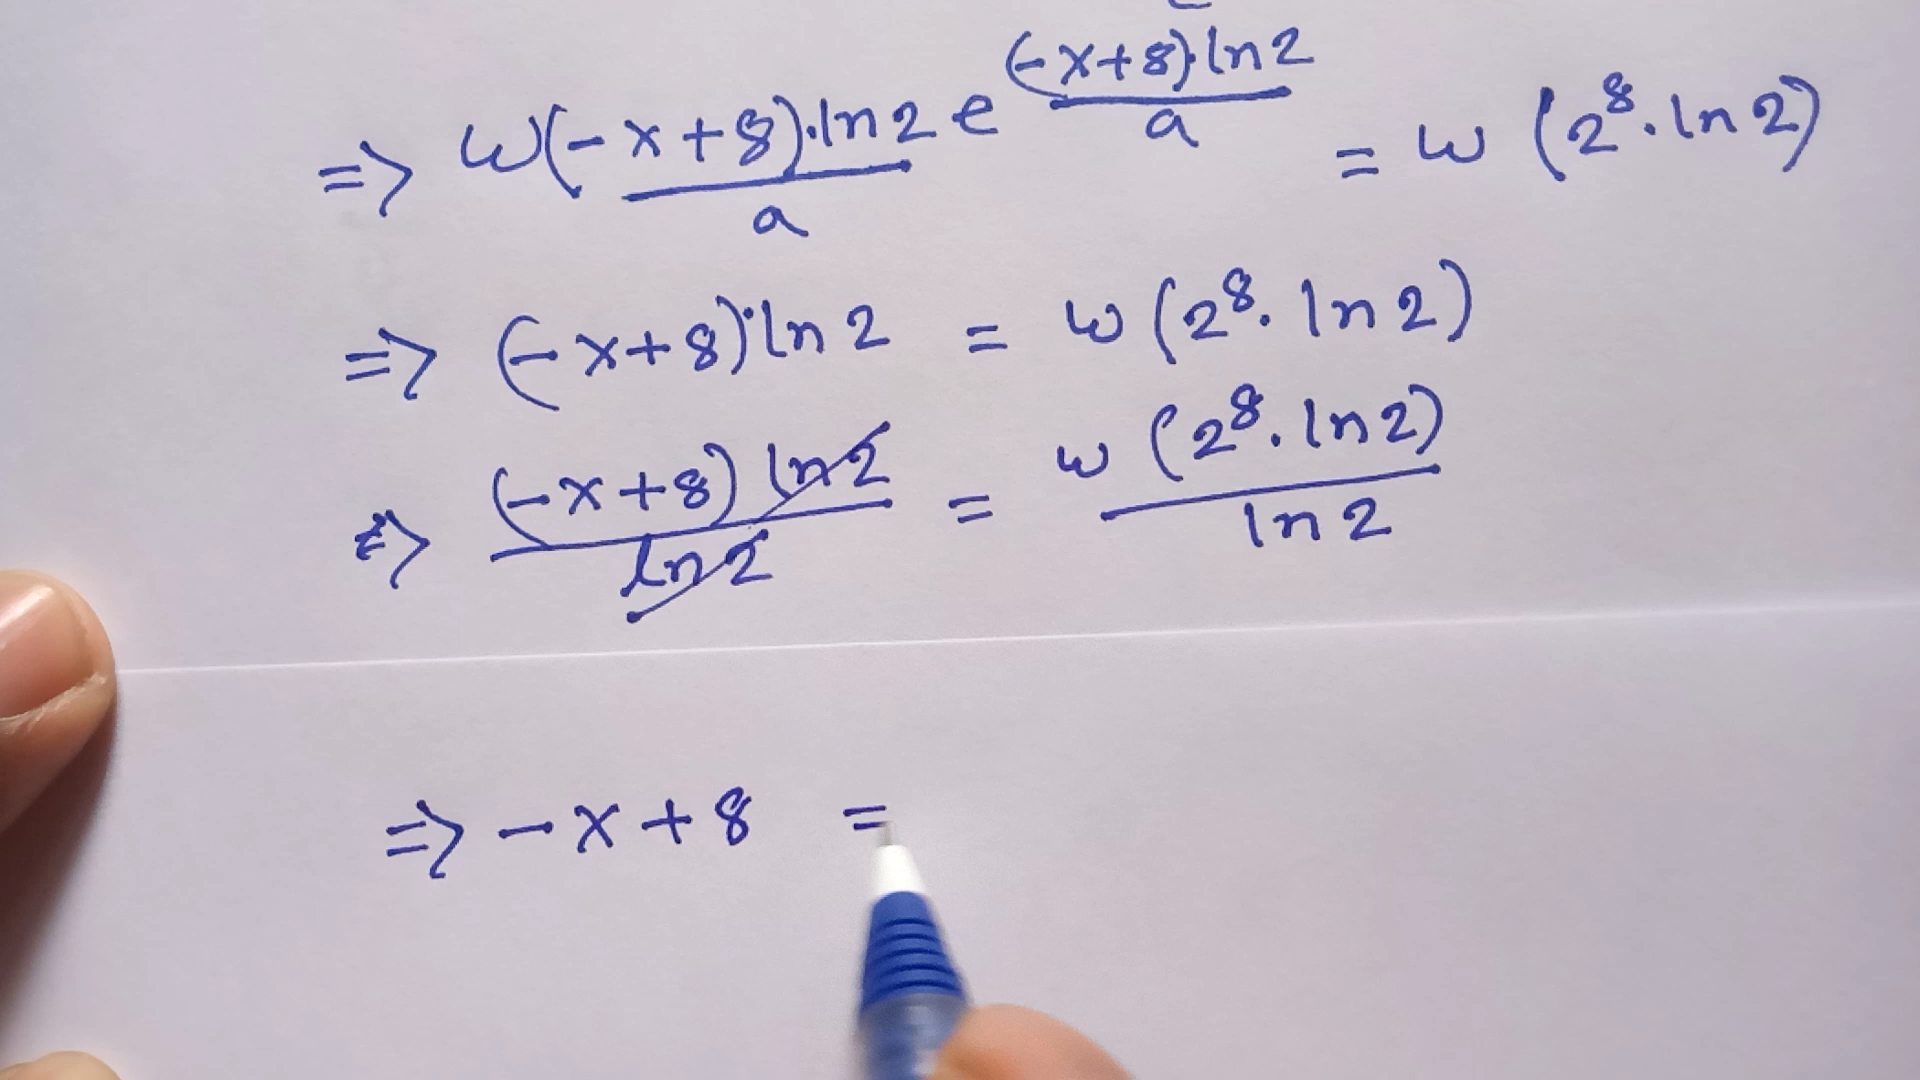 => W(-x+8).ln2 e^((-x+8).ln2) = W (2^8. ln2)
a a
=> (-x+8).ln2 = W (2^8. ln2)
=> (-x+8) ln2 / ln2 = W (2^8. ln2) / ln2
=> -x+8 =